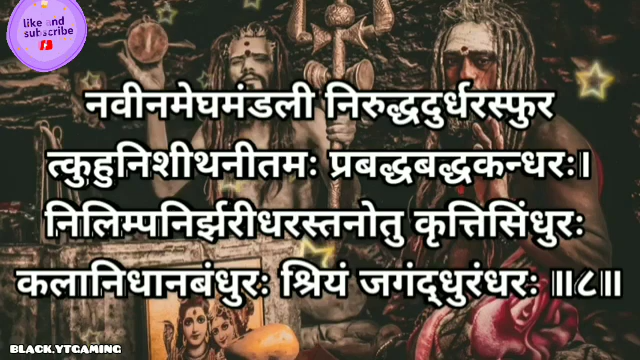 like and
subscribe
नवीनमेघमंडली निरुद्धदुर्धरस्फुर
त्कुहुनिशीथनीतमः प्रबद्धबद्धकन्धरः।
निलिम्पनिर्झरीधरस्तनोतु कृत्तिसिंधुरः
कलानिधानबंधुरः श्रियं जगंद्धुरंधरः ॥८॥
BLACK.YTGAMING